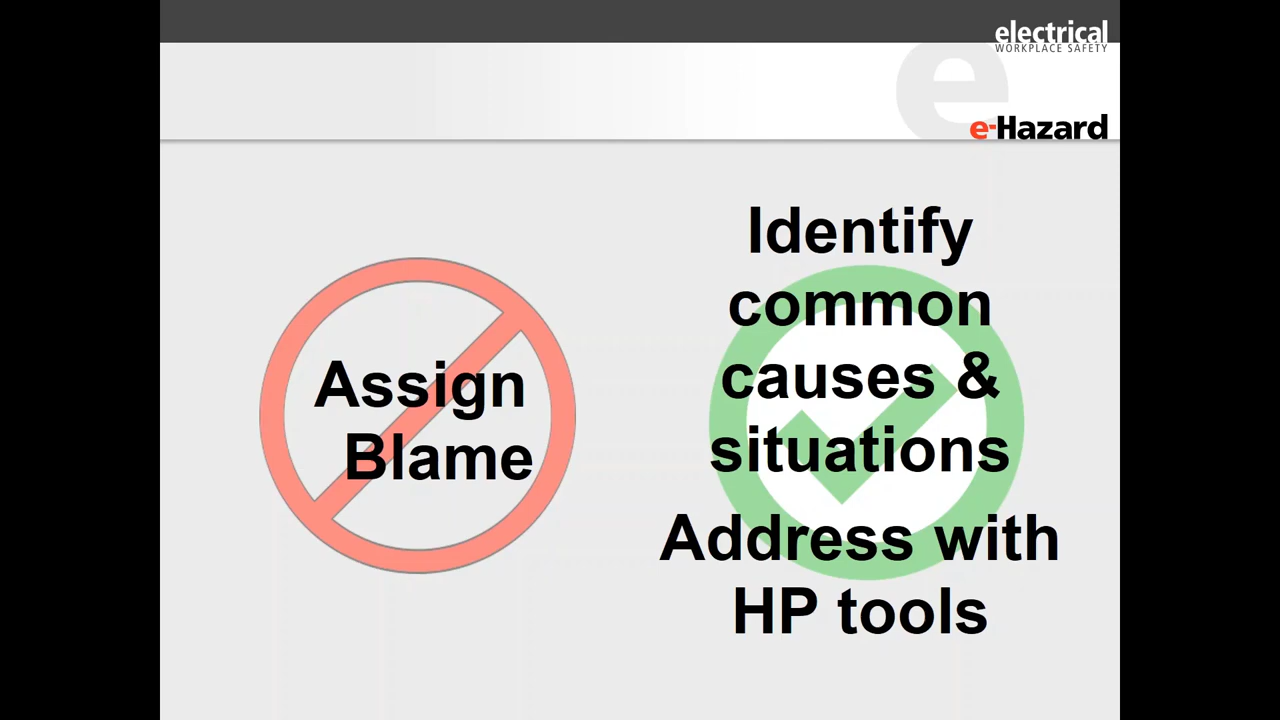 electrical
WORKPLACE SAFETY
e-Hazard
Assign
Blame
Identify
common
causes &
situations
Address with
HP tools